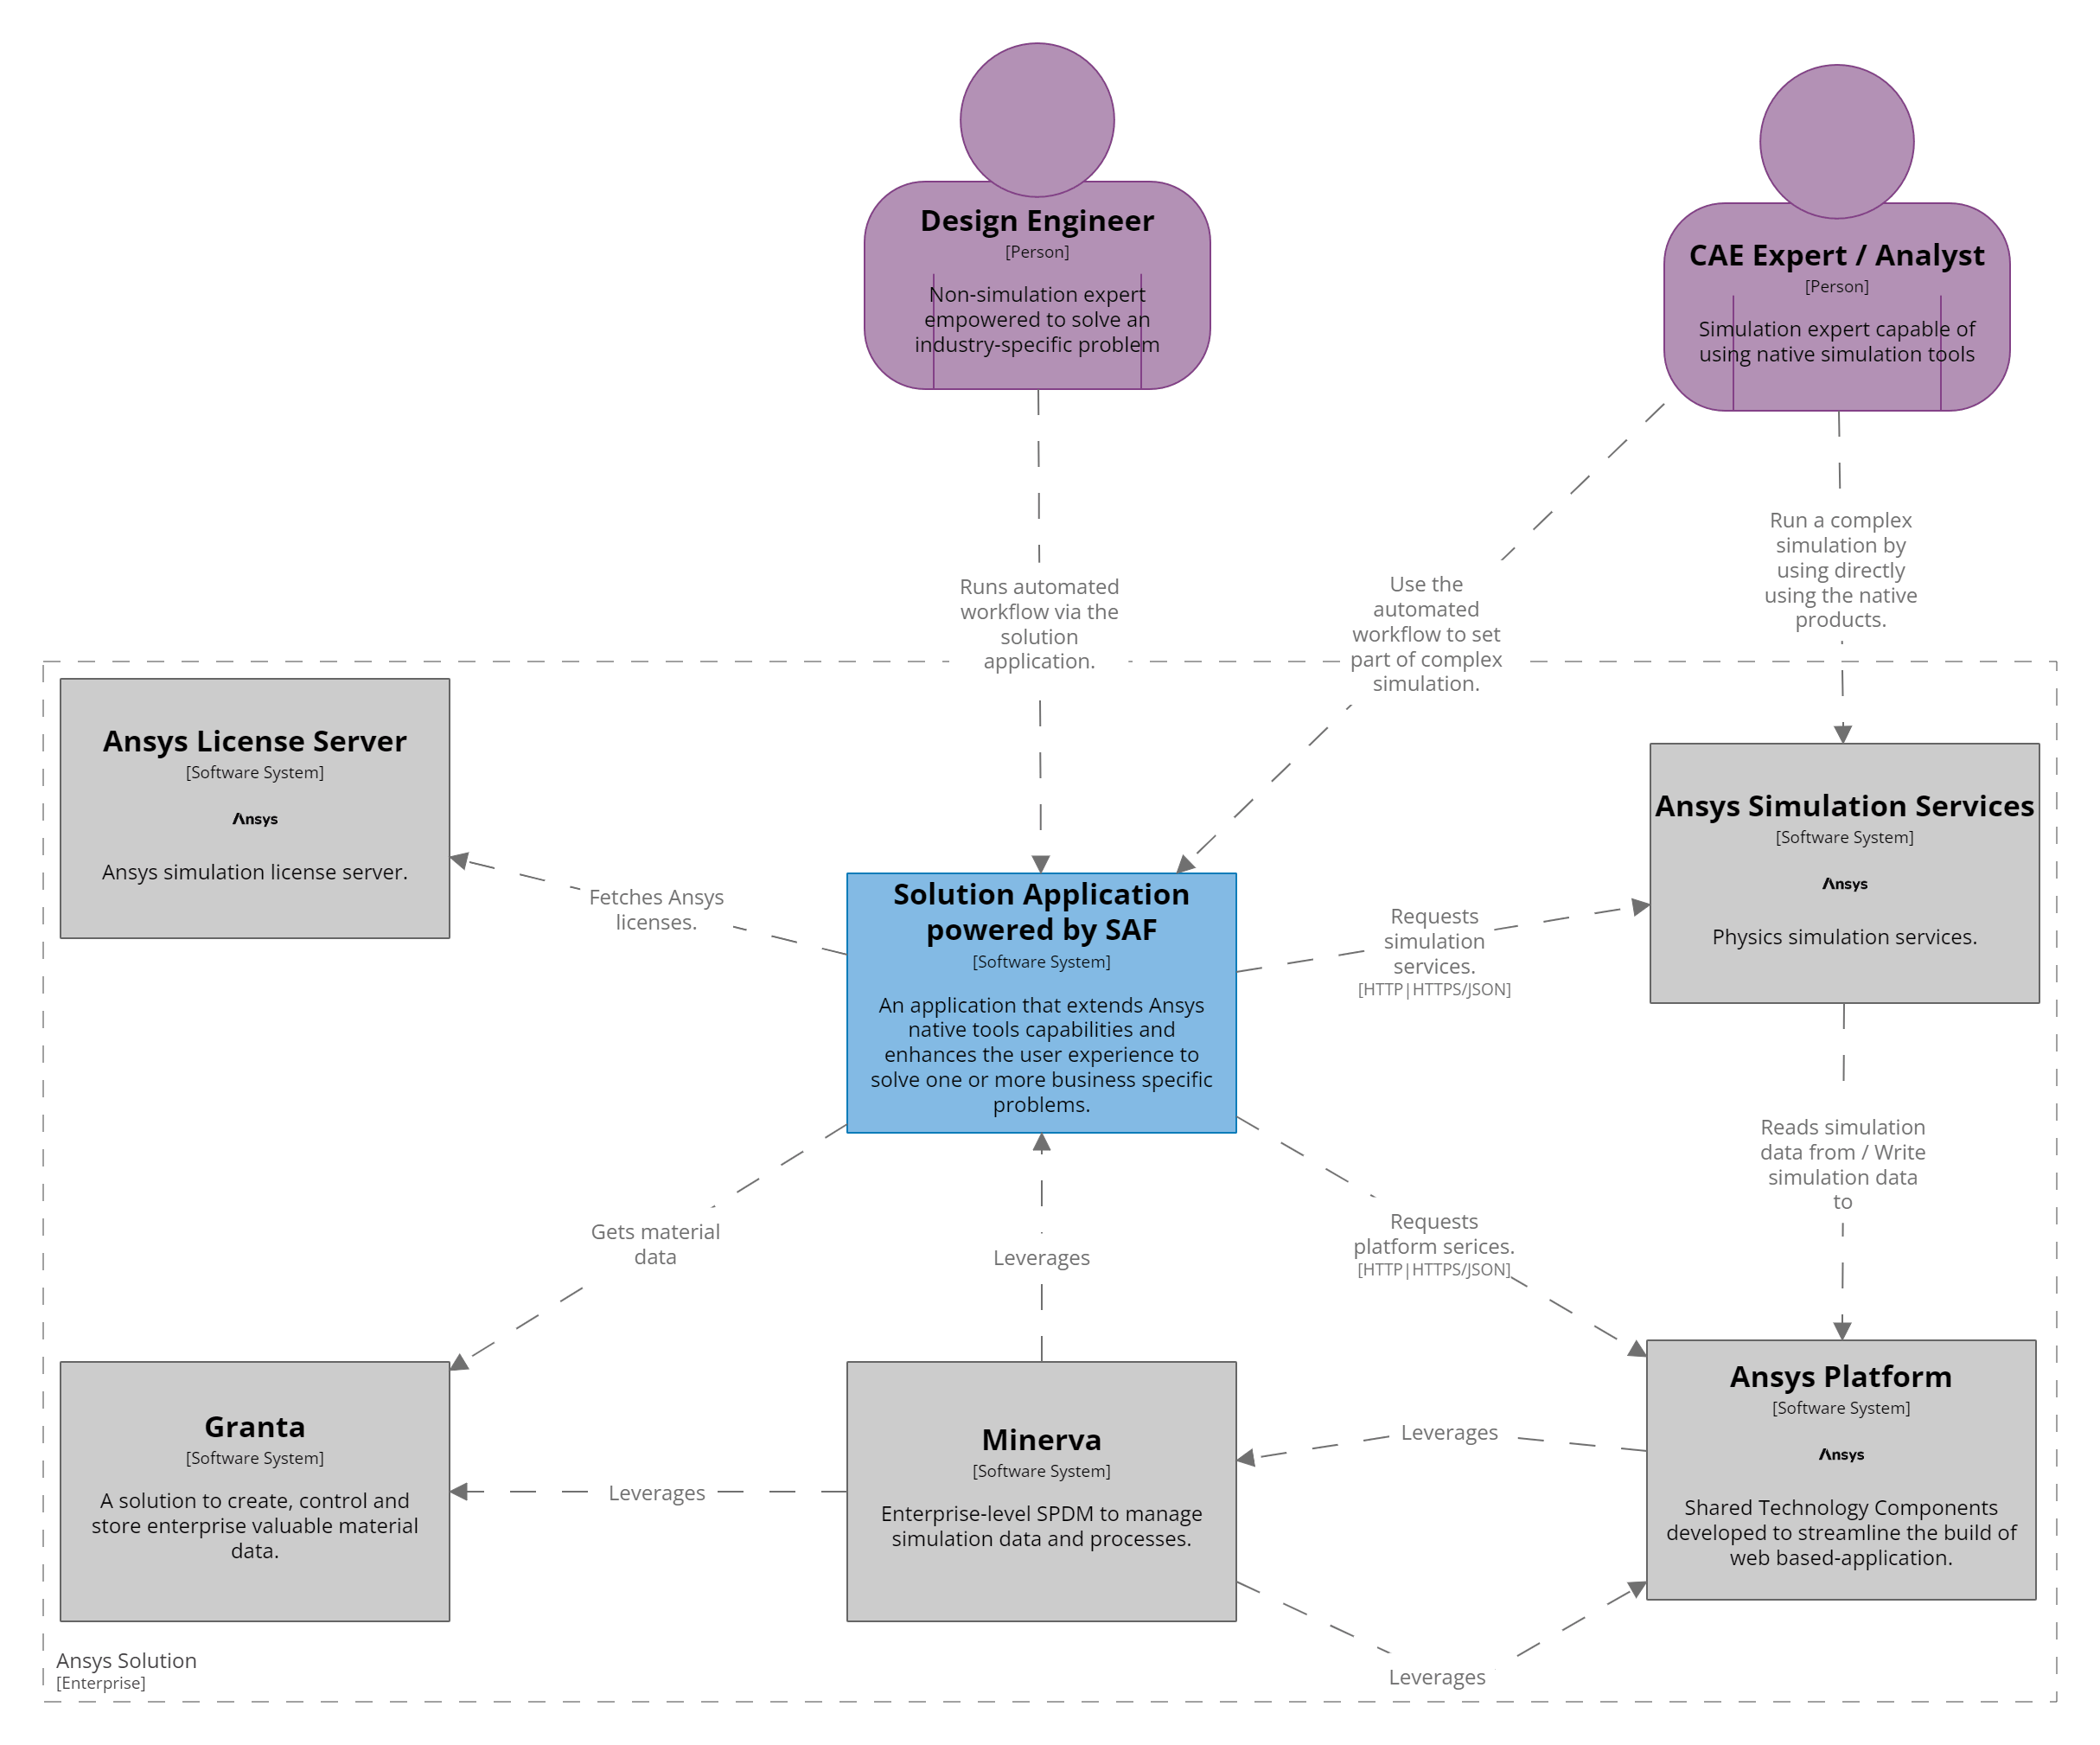 Design Engineer
[Person]
Non-simulation expert
empowered to solve an
industry-specific problem
CAE Expert / Analyst
[Person]
Simulation expert capable of
using native simulation tools
Runs automated
workflow via the
solution
application.
Use the
automated
workflow to set
part of complex
simulation.
Run a complex
simulation by
using directly
using the native
products.
Ansys License Server
[Software System]
Ansys
Ansys simulation license server.
Fetches Ansys
licenses.
Solution Application
powered by SAF
[Software System]
An application that extends Ansys
native tools capabilities and
enhances the user experience to
solve one or more business specific
problems.
Requests
simulation
services.
[HTTP|HTTPS/JSON]
Ansys Simulation Services
[Software System]
Ansys
Physics simulation services.
Gets material
data
Leverages
Requests
platform serices.
[HTTP|HTTPS/JSON]
Reads simulation
data from / Write
simulation data
to
Granta
[Software System]
A solution to create, control and
store enterprise valuable material
data.
Leverages
Minerva
[Software System]
Enterprise-level SPDM to manage
simulation data and processes.
Leverages
Ansys Platform
[Software System]
Ansys
Shared Technology Components
developed to streamline the build of
web based-application.
Leverages
Ansys Solution
[Enterprise]